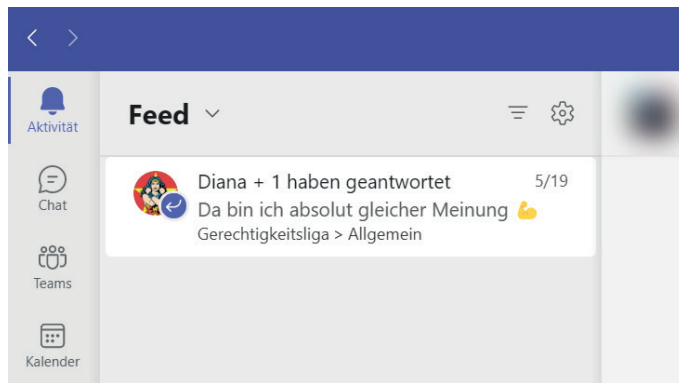 Aktivität
Feed
Diana + 1 haben geantwortet 5/19
Da bin ich absolut gleicher Meinung 💪
Gerechtigkeitsliga > Allgemein
Chat
Teams
Kalender